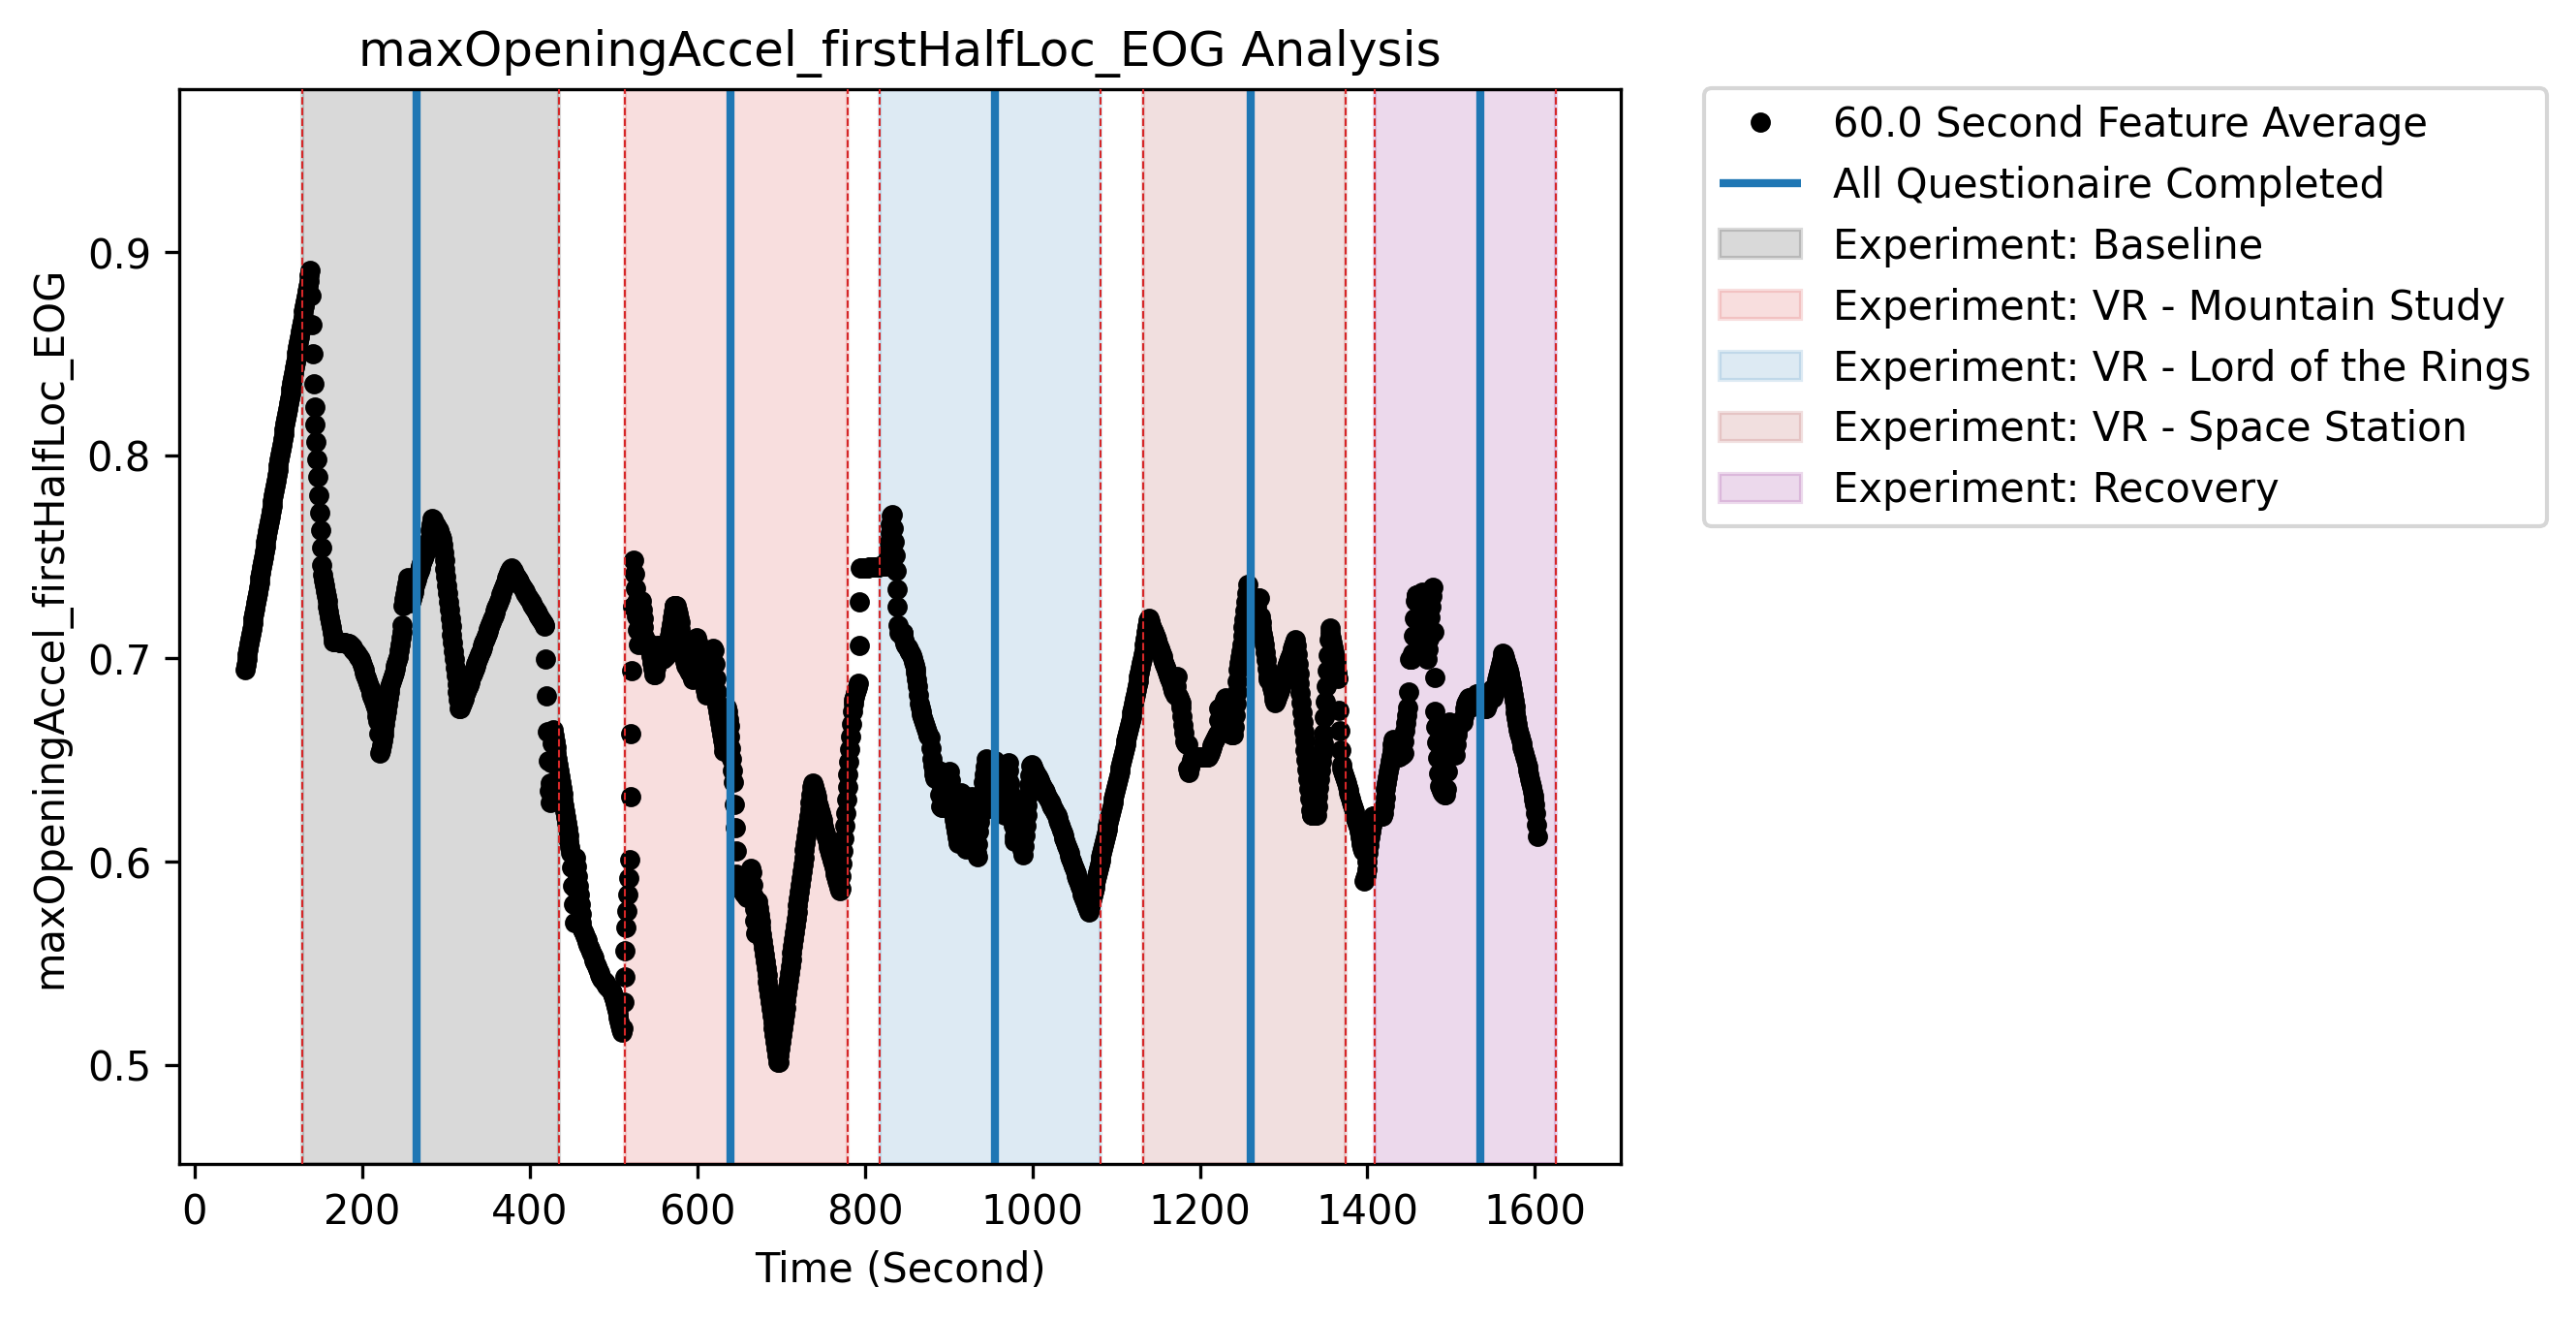 maxOpeningAccel_firstHalfLoc_EOG Analysis
maxOpeningAccel_firstHalfLoc_EOG
0.9
0.8
0.7
0.6
0.5
0 200 400 600 800 1000 1200 1400 1600
Time (Second)
60.0 Second Feature Average
All Questionaire Completed
Experiment: Baseline
Experiment: VR - Mountain Study
Experiment: VR - Lord of the Rings
Experiment: VR - Space Station
Experiment: Recovery